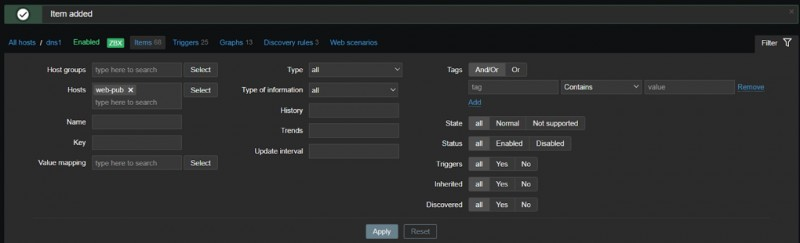 Item added
All hosts / dns1 Enabled ZBX Items 68 Triggers 25 Graphs 13 Discovery rules 3 Web scenarios
Filter
Host groups type here to search Select
Hosts web-pub Select
type here to search
Name
Key
Value mapping type here to search Select
Type all
Type of information all
History
Trends
Update interval
Tags And/Or Or
tag Contains value Remove
Add
State all Normal Not supported
Status all Enabled Disabled
Triggers all Yes No
Inherited all Yes No
Discovered all Yes No
Apply Reset